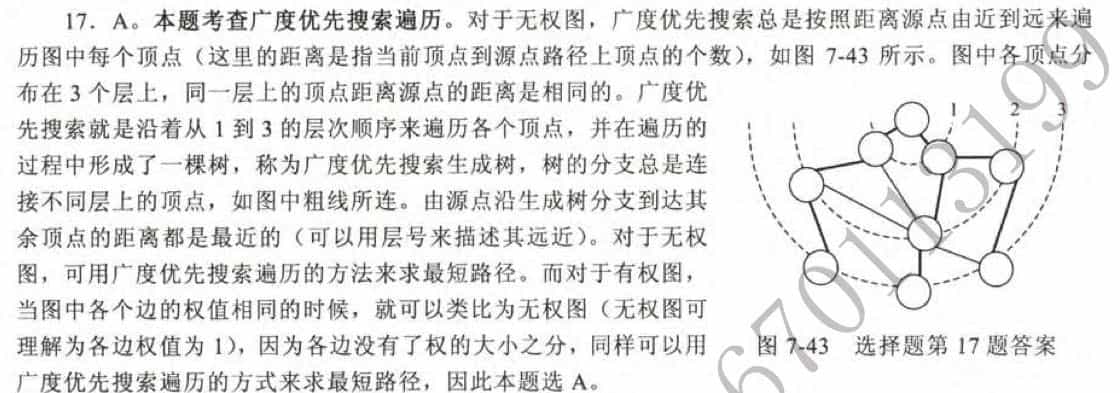 17. A。本题考查广度优先搜索遍历。对于无权图，广度优先搜索总是按照距离源点由近到远来遍
历图中每个顶点（这里的距离是指当前顶点到源点路径上顶点的个数），如图 7-43 所示。图中各顶点分
布在 3 个层上，同一层上的顶点距离源点的距离是相同的。广度优
先搜索就是沿着从 1 到 3 的层次顺序来遍历各个顶点，并在遍历的
过程中形成了一棵树，称为广度优先搜索生成树，树的分支总是连
接不同层上的顶点，如图中粗线所连。由源点沿生成树分支到达其
余顶点的距离都是最近的（可以用层号来描述其远近）。对于无权
图，可用广度优先搜索遍历的方法来求最短路径。而对于有权图，
当图中各个边的权值相同的时候，就可以类比为无权图（无权图可
理解为各边权值为 1），因为各边没有了权的大小之分，同样可以用
广度优先搜索遍历的方式来求最短路径，因此本题选 A。
1 2 3
图 7-43 选择题第 17 题答案